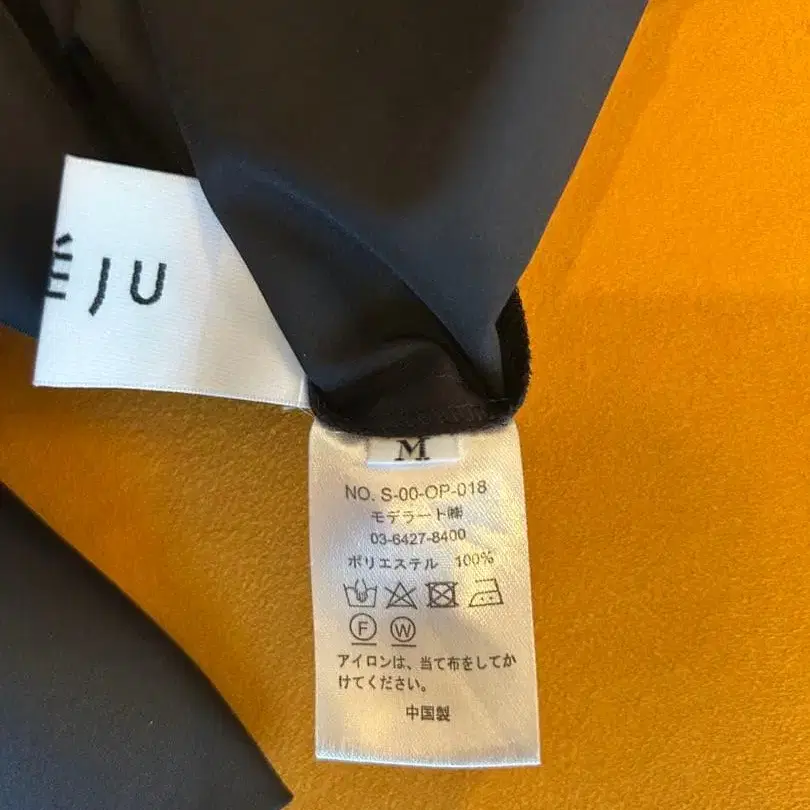 ÉJU
M
NO. S-00-OP-018
モデラート㈱
03-6427-8400
ポリエステル 100%
F W
アイロンは、当て布をしてか
けてください。
中国製